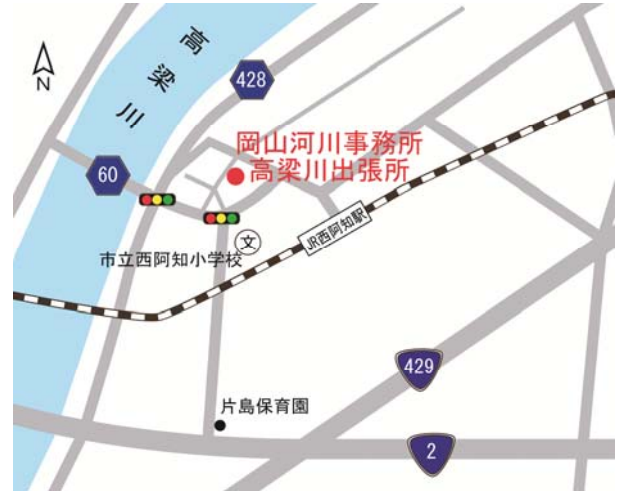 高梁川
N
428
岡山河川事務所
高梁川出張所
60
文
JR西阿知駅
市立西阿知小学校
429
片島保育園
2